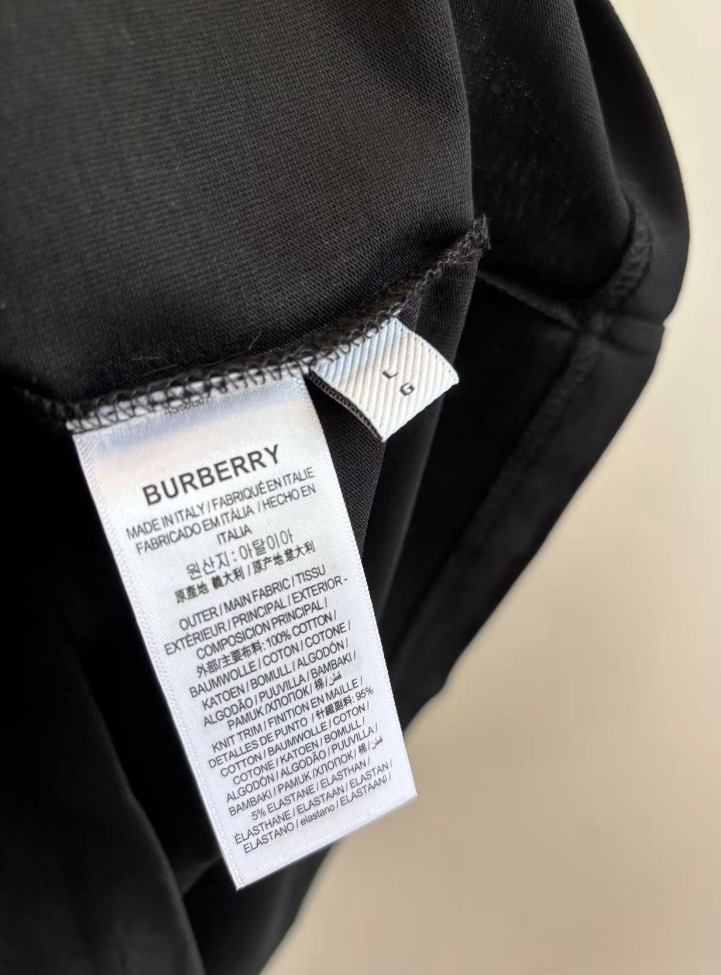 L
G
BURBERRY
MADE IN ITALY / FABRIQUÉ EN ITALIE
FABRICADO EM ITÁLIA / HECHO EN
ITALIA
원산지 : 이탈이아
原產地 義大利 / 原产地 意大利
OUTER / MAIN FABRIC / TISSU
EXTÉRIEUR / PRINCIPAL / EXTERIOR -
COMPOSICION PRINCIPAL /
外部/主要布料: 100% COTTON /
BAUMWOLLE / COTON / COTONE /
KATOEN / BOMULL / ALGODÓN /
ALGODÃO / PUUVILLA / BAMBAKI /
PAMUK / ХЛОПОК / 棉 /
KNIT TRIM / FINITION EN MAILLE /
DETALLES DE PUNTO / 針織副料: 95%
COTTON / BAUMWOLLE / COTON /
COTONE / KATOEN / BOMULL /
ALGODÓN / ALGODÃO / PUUVILLA /
BAMBAKI / PAMUK / ХЛОПОК / 棉 /
5% ELASTANE / ELASTHAN /
ÉLASTHANE / ELASTAAN / ELASTAN /
ELASTANO / elastano / ELASTAANI /